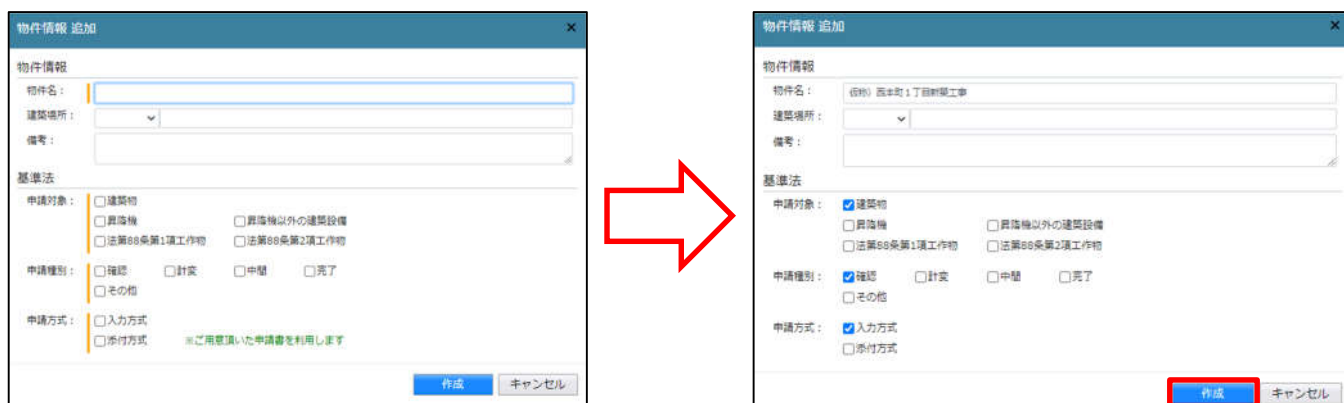 物件情報 追加 ×
物件情報
物件名：
建築場所：
備考：
基準法
申請対象： 建築物
昇降機 昇降機以外の建築設備
法第88条第1項工作物 法第88条第2項工作物
申請種別： 確認 計変 中間 完了
その他
申請方式： 入力方式
添付方式 ※ご用意頂いた申請書を利用します
作成 キャンセル
物件情報 追加 ×
物件情報
物件名： 仮称）西本町１丁目新築工事
建築場所：
備考：
基準法
申請対象： 建築物
昇降機 昇降機以外の建築設備
法第88条第1項工作物 法第88条第2項工作物
申請種別： 確認 計変 中間 完了
その他
申請方式： 入力方式
添付方式
作成 キャンセル